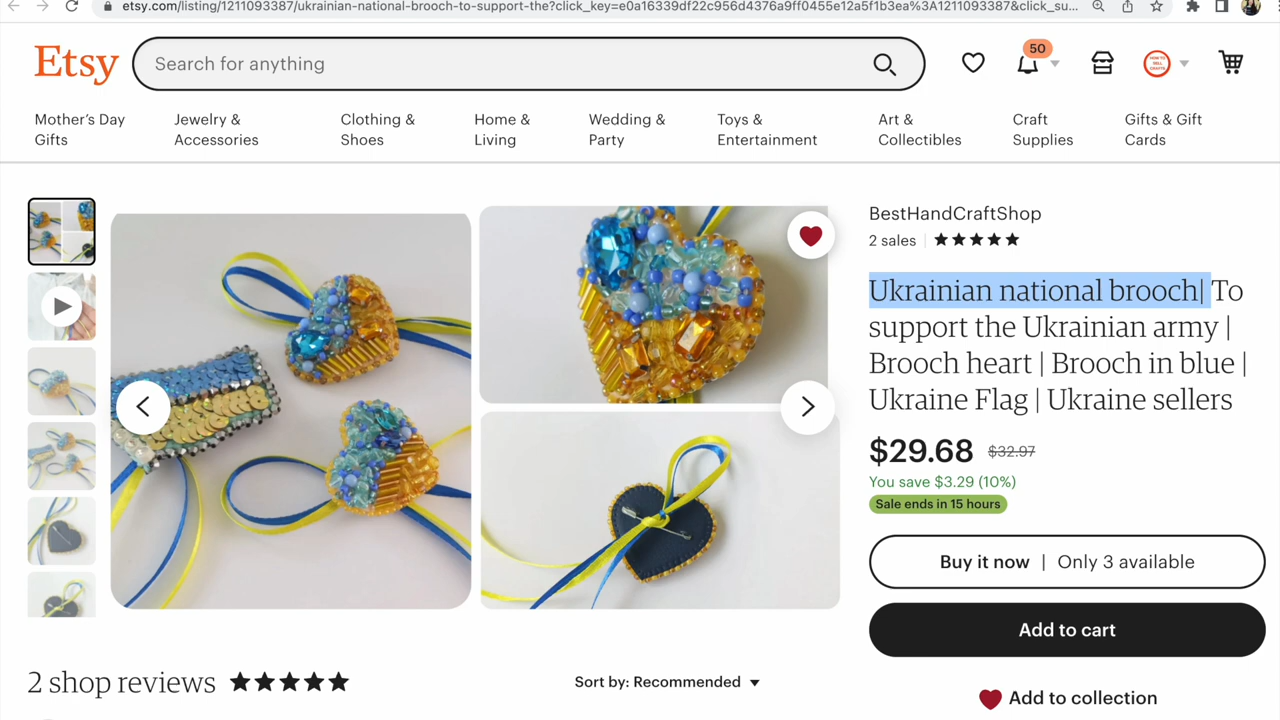 etsy.com/listing/1211093387/ukrainian-national-brooch-to-support-the?click_key=e0a16339df22c956d4376a9ff0455e12a5f1b3ea%3A1211093387&click_su...
Etsy
Search for anything
50
Mother's Day Gifts
Jewelry & Accessories
Clothing & Shoes
Home & Living
Wedding & Party
Toys & Entertainment
Art & Collectibles
Craft Supplies
Gifts & Gift Cards
BestHandCraftShop
2 sales
Ukrainian national brooch| To
support the Ukrainian army |
Brooch heart | Brooch in blue |
Ukraine Flag | Ukraine sellers
$29.68 $32.97
You save $3.29 (10%)
Sale ends in 15 hours
Buy it now | Only 3 available
Add to cart
2 shop reviews
Sort by: Recommended
Add to collection